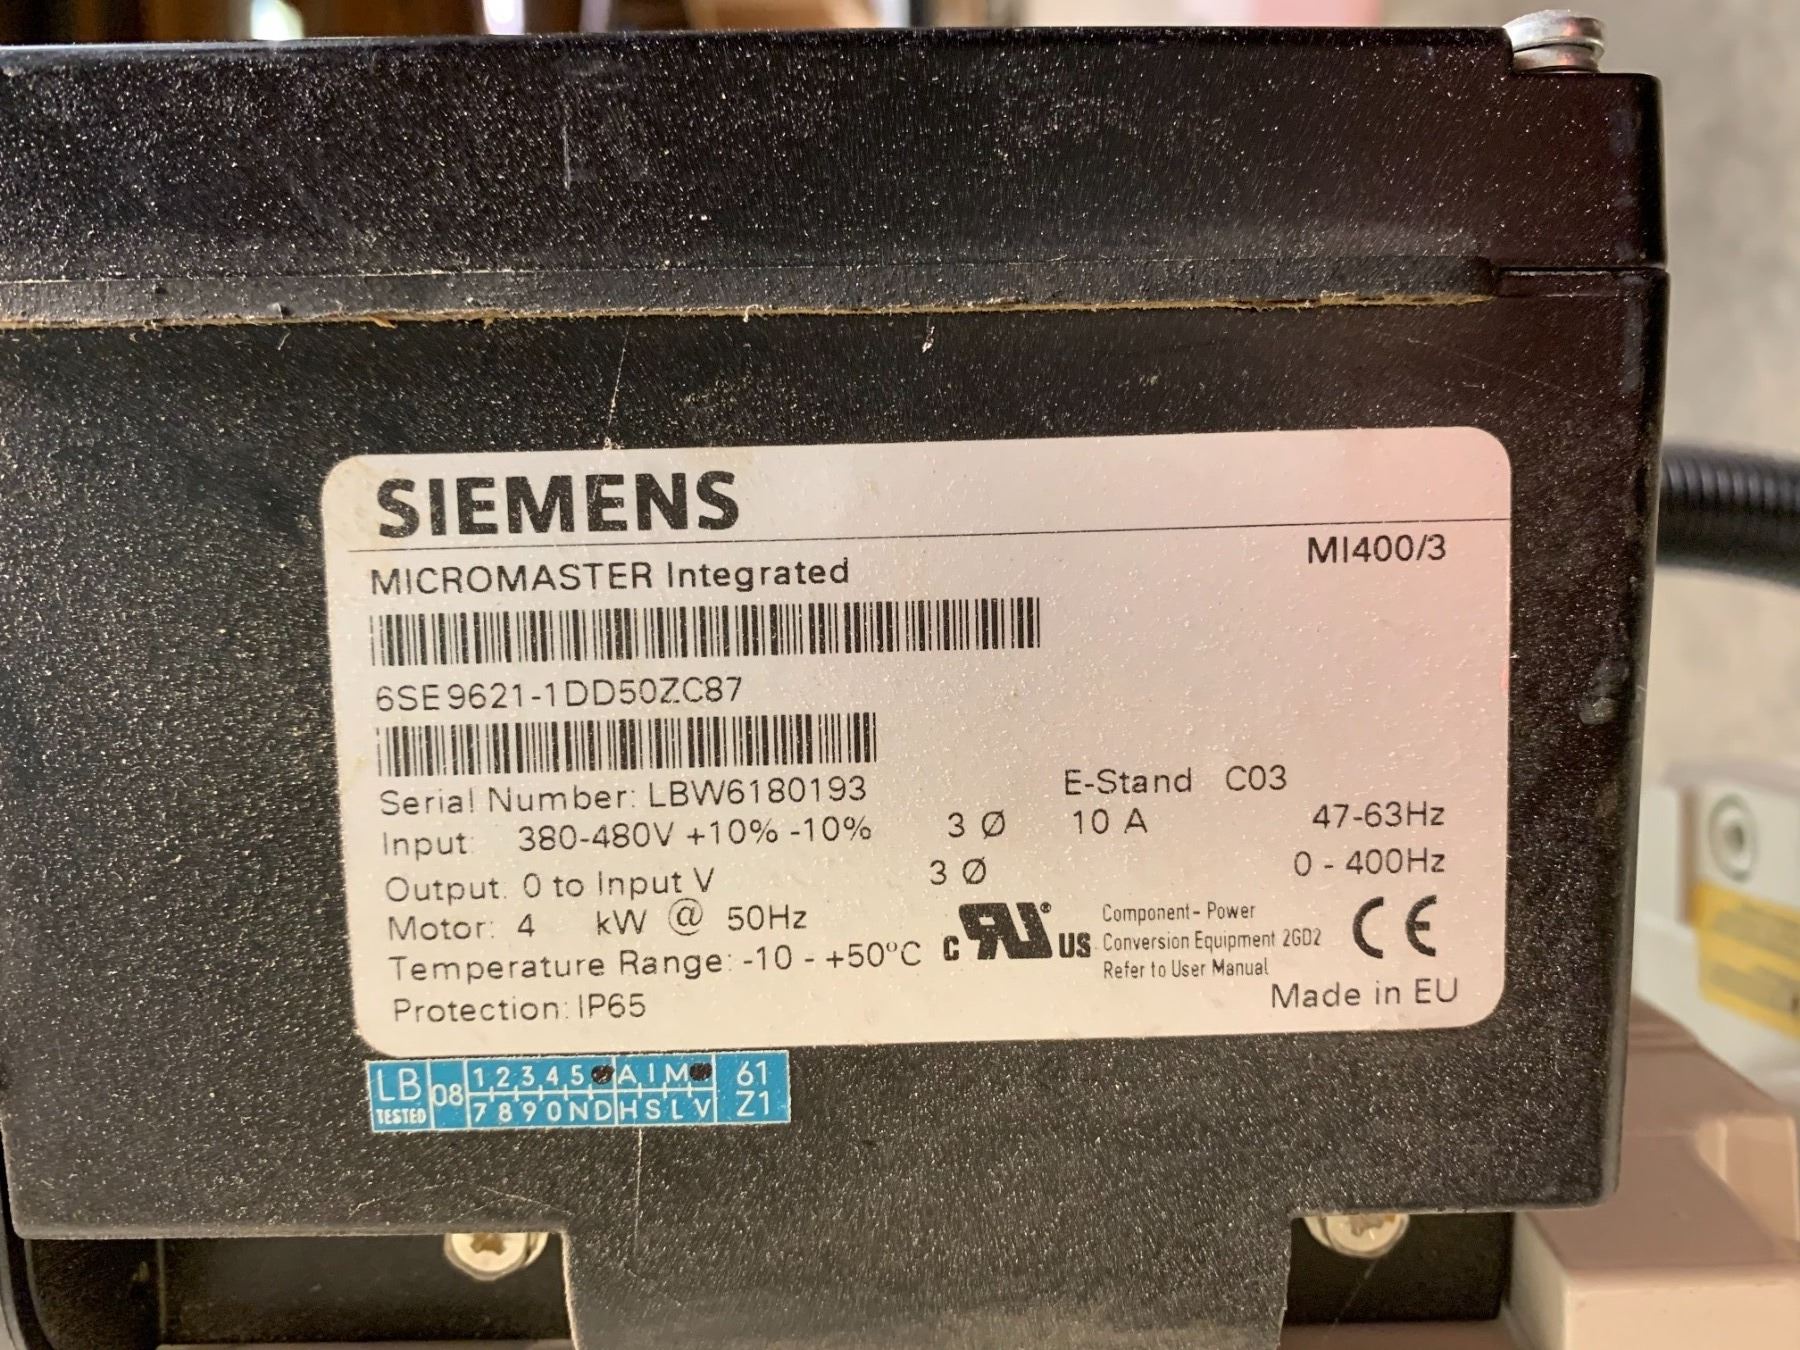 SIEMENS
MICROMASTER Integrated MI400/3
6SE9621-1DD50ZC87
Serial Number: LBW6180193 E-Stand C03
Input: 380-480V +10% -10% 3 Ø 10 A 47-63Hz
Output: 0 to Input V 3 Ø 0 - 400Hz
Motor: 4 kW @ 50Hz
Temperature Range: -10 - +50°C
Protection: IP65
c RU ® US
Component- Power
Conversion Equipment 2GD2
Refer to User Manual
CE
Made in EU
LB TESTED 08
1 2 3 4 5 A I M 61
7 8 9 0 N D H S L V Z1